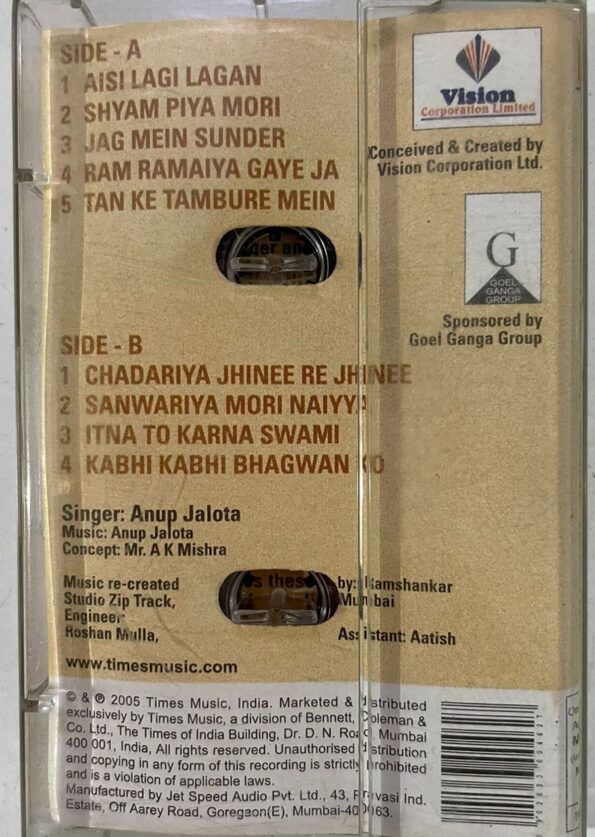 SIDE - A
1 AISI LAGI LAGAN
2 SHYAM PIYA MORI
3 JAG MEIN SUNDER
4 RAM RAMAIYA GAYE JA
5 TAN KE TAMBURE MEIN
Vision
Corporation Limited
Conceived & Created by
Vision Corporation Ltd.
G
GOEL
GANGA
GROUP
Sponsored by
Goel Ganga Group
SIDE - B
1 CHADARIYA JHINEE RE JHINEE
2 SANWARIYA MORI NAIYYA
3 ITNA TO KARNA SWAMI
4 KABHI KABHI BHAGWAN KO
Singer: Anup Jalota
Music: Anup Jalota
Concept: Mr. A K Mishra
Music re-created by: Ramshankar
Studio Zip Track, Mumbai
Engineer
Roshan Mulla, Assistant: Aatish
www.timesmusic.com
© & ℗ 2005 Times Music, India. Marketed & distributed
exclusively by Times Music, a division of Bennett, Coleman &
Co. Ltd., The Times of India Building, Dr. D. N. Road, Mumbai
400 001, India, All rights reserved. Unauthorised distribution
and copying in any form of this recording is strictly prohibited
and is a violation of applicable laws.
Manufactured by Jet Speed Audio Pvt. Ltd., 43, Pravasi Ind.
Estate, Off Aarey Road, Goregaon(E), Mumbai-400063.